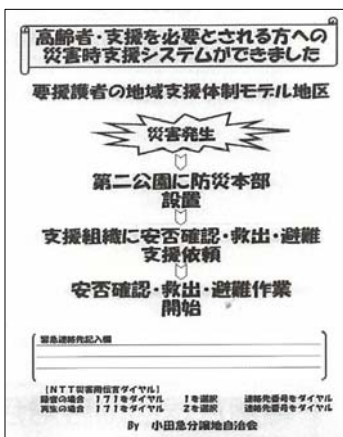 高齢者・支援を必要とされる方への
災害時支援システムができました
要援護者の地域支援体制モデル地区
災害発生
第二公園に防災本部
設置
支援組織に安否確認・救出・避難
支援依頼
安否確認・救出・避難作業
開始
緊急連絡先記入欄
[NTT災害用伝言ダイヤル]
録音の場合 171をダイヤル 1を選択 連絡先番号をダイヤル
再生の場合 171をダイヤル 2を選択 連絡先番号をダイヤル
By 小田急分譲地自治会